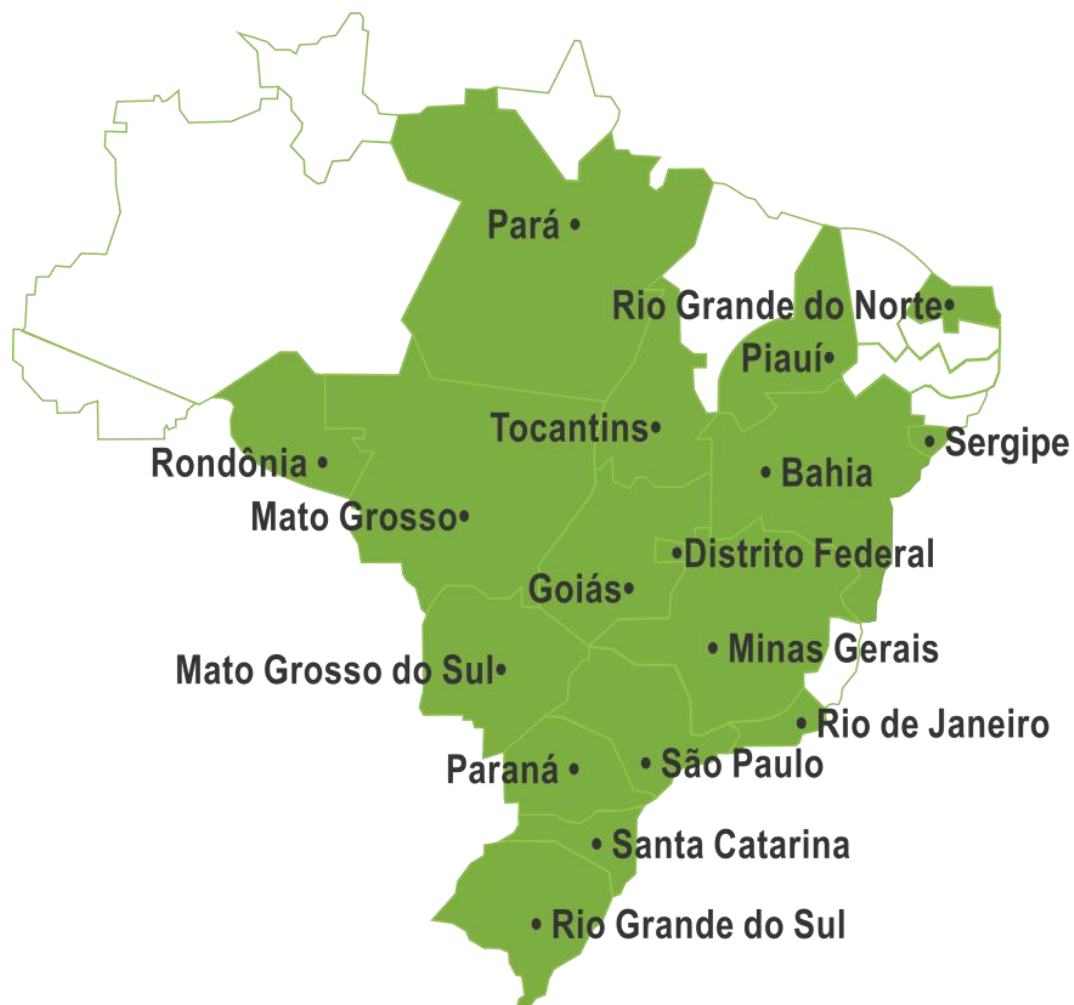 Pará
Rio Grande do Norte
Piauí
Tocantins
Sergipe
Rondônia
Bahia
Mato Grosso
Distrito Federal
Goiás
Minas Gerais
Mato Grosso do Sul
Rio de Janeiro
São Paulo
Paraná
Santa Catarina
Rio Grande do Sul